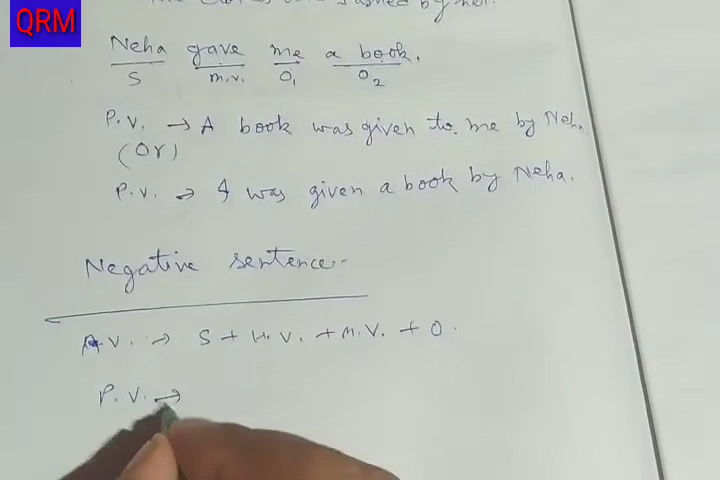 QRM
Neha gave me a book.
S m.v. O1 O2
P.V. → A book was given to me by Neh.
(Or)
P.V. → I was given a book by Neha.
Negative sentence-
A.V. → S + H.V. + M.V. + O.
P.V. →